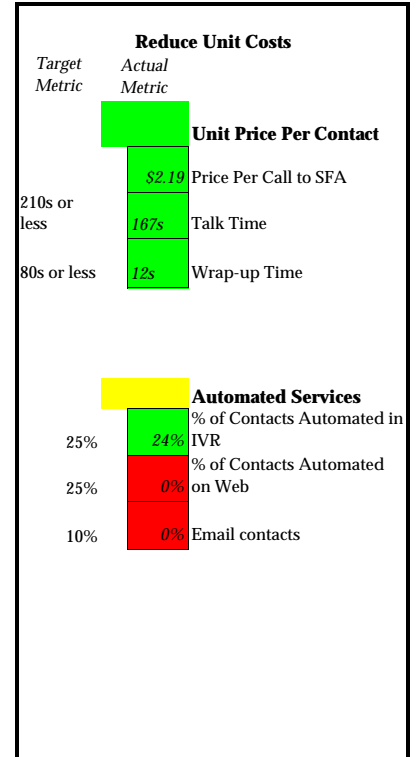 Reduce Unit Costs
Target Actual
Metric Metric
Unit Price Per Contact
$2.19 Price Per Call to SFA
210s or
less 167s Talk Time
80s or less 12s Wrap-up Time
Automated Services
% of Contacts Automated in
25% 24% IVR
% of Contacts Automated
25% 0% on Web
10% 0% Email contacts